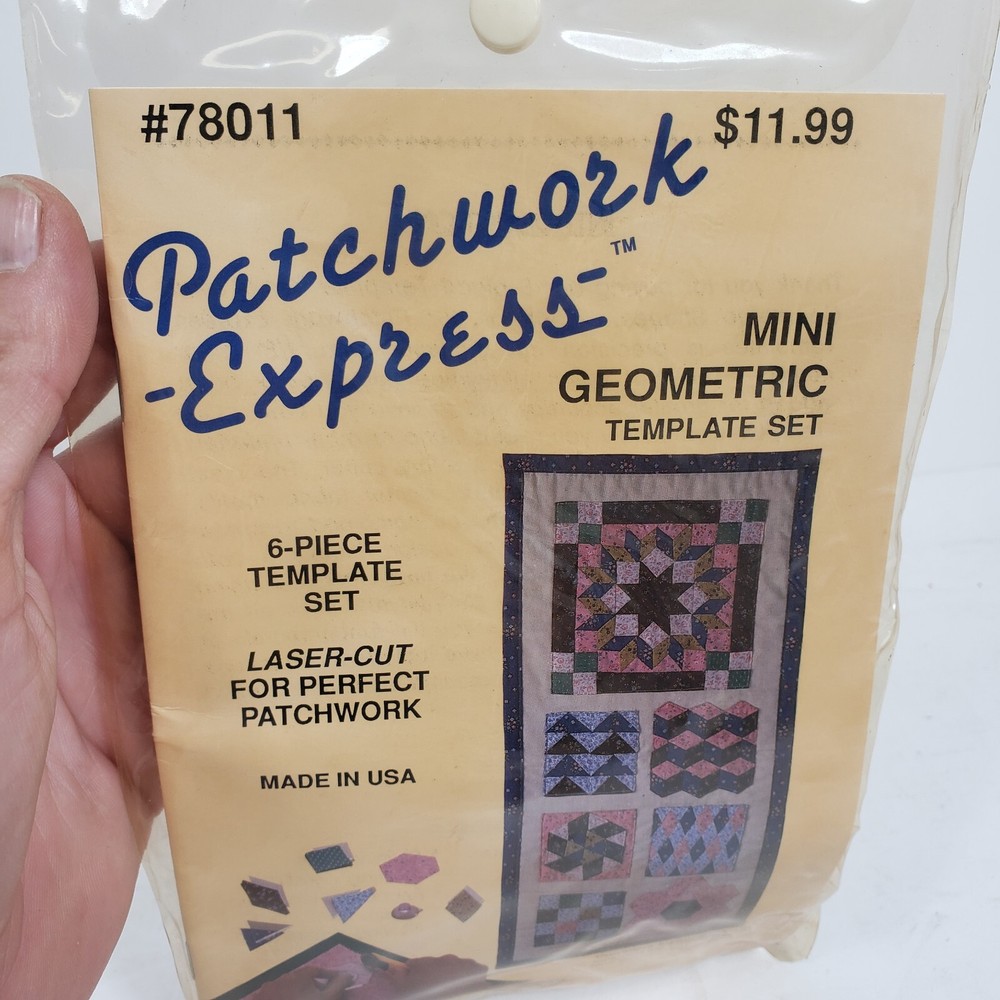 #78011 $11.99
Patchwork
-Express-™
MINI
GEOMETRIC
TEMPLATE SET
6-PIECE
TEMPLATE
SET
LASER-CUT
FOR PERFECT
PATCHWORK
MADE IN USA